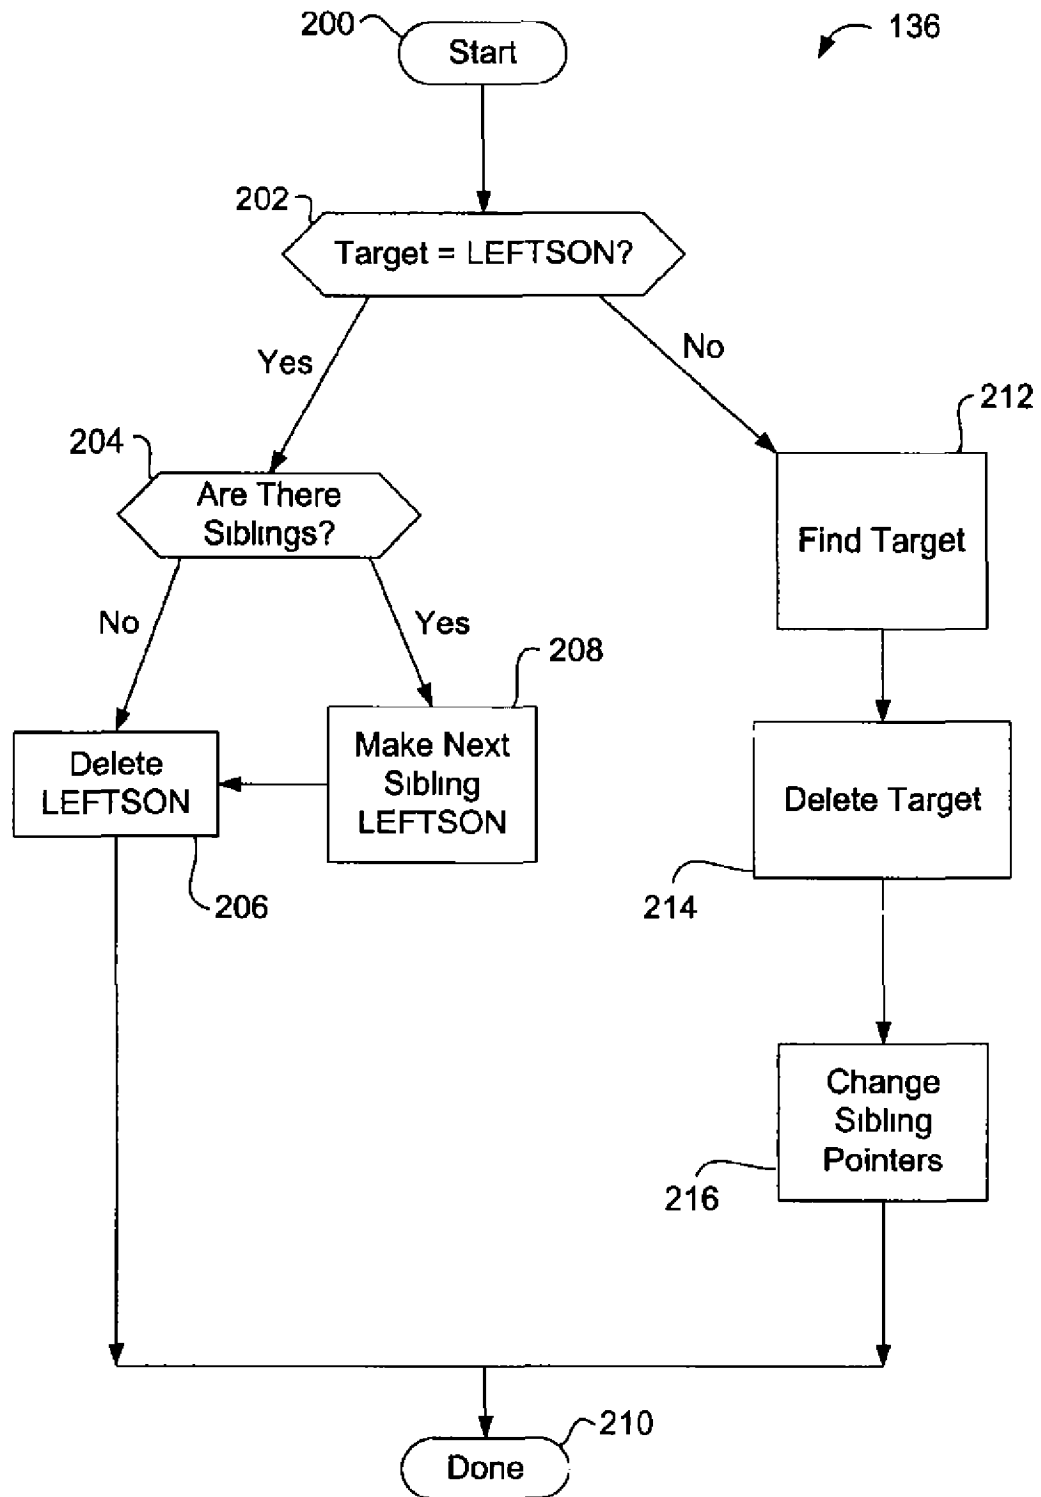 200
Start
136
202
Target = LEFTSON?
Yes
No
204
Are There
Siblings?
212
Find Target
No
Yes
208
Delete
LEFTSON
Make Next
Sibling
LEFTSON
206
Delete Target
214
Change
Sibling
Pointers
216
210
Done